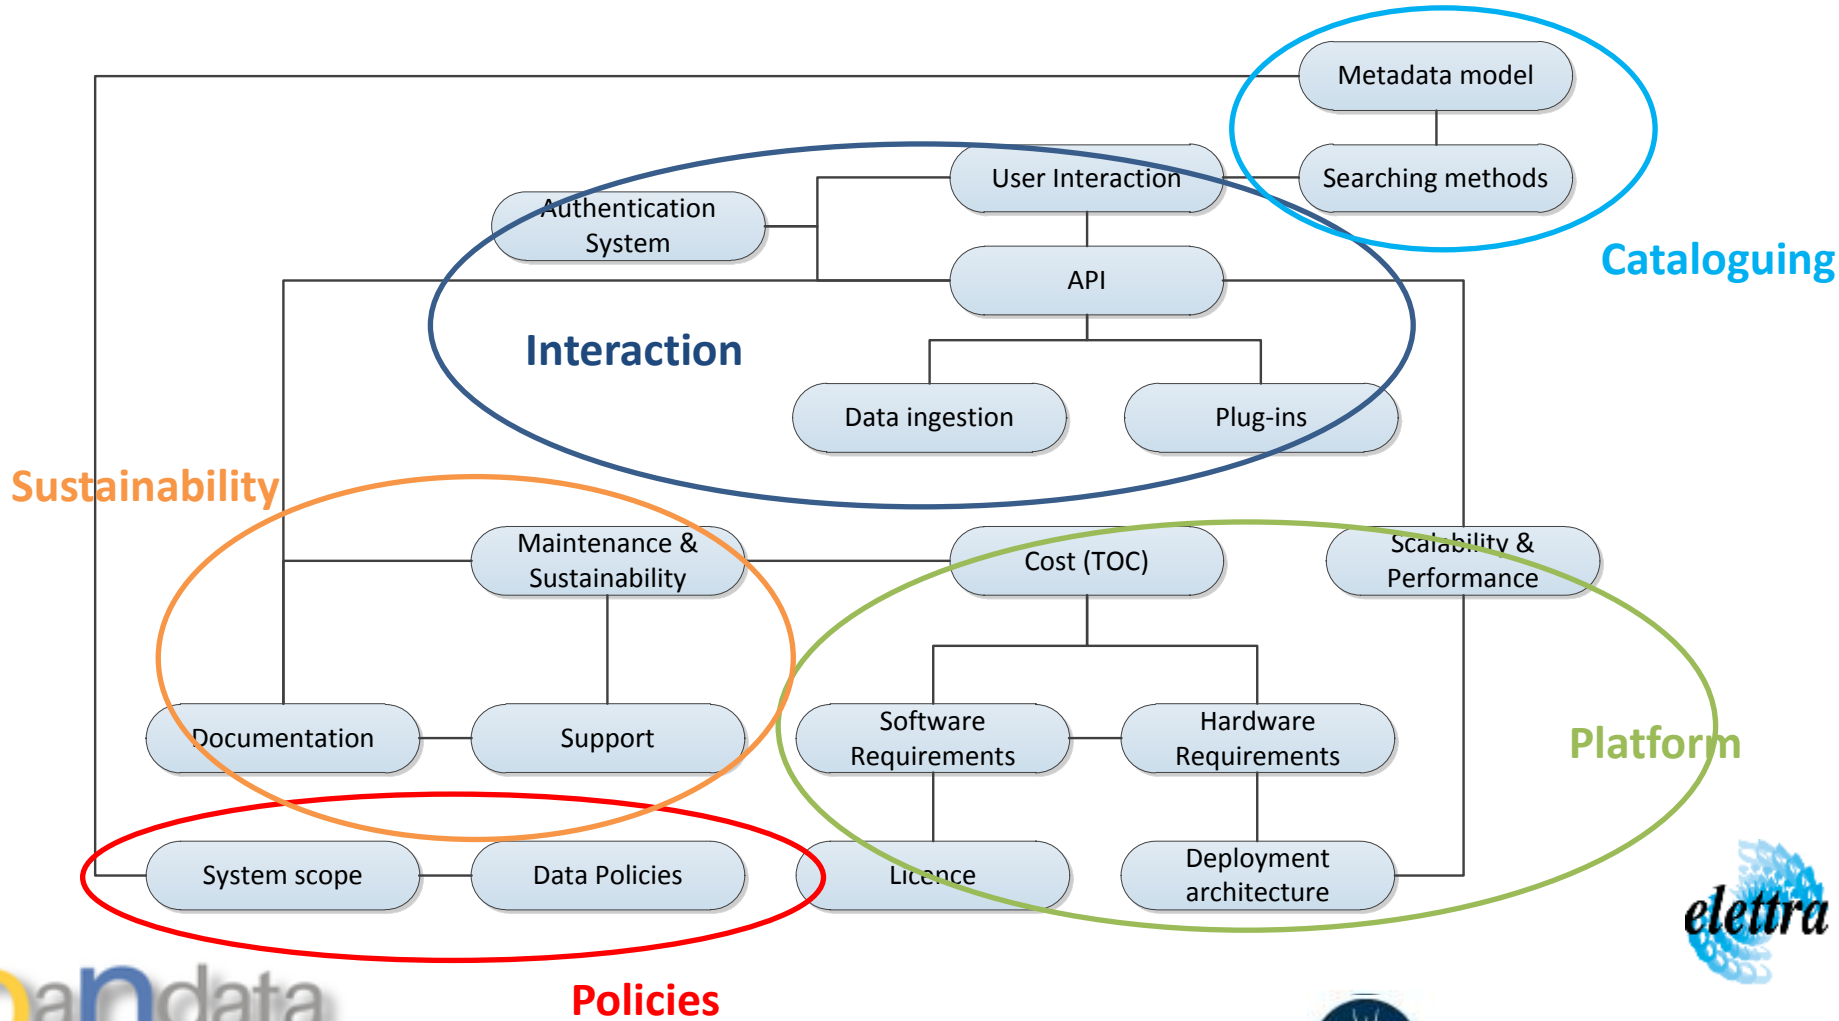 Metadata model
User Interaction
Searching methods
Authentication
System
Cataloguing
API
Interaction
Data ingestion
Plug-ins
Sustainability
Maintenance &
Sustainability
Cost (TOC)
Scalability &
Performance
Documentation
Support
Software
Requirements
Hardware
Requirements
Platform
System scope
Data Policies
Licence
Deployment
architecture
elettra
pandata
Policies